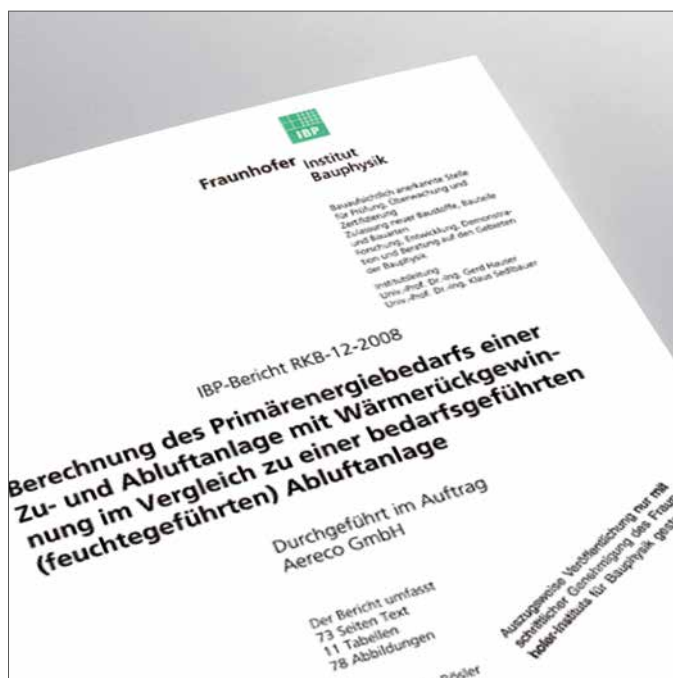 IBP
Fraunhofer Institut
Bauphysik
Bauaufsichtlich anerkannte Stelle
für Prüfung, Überwachung und
Zertifizierung
Zulassung neuer Baustoffe, Bauteile
und Bauarten
Forschung, Entwicklung, Demonstra-
tion und Beratung auf den Gebieten
der Bauphysik
Institutsleitung
Univ.-Prof. Dr.-Ing. Gerd Hauser
Univ.-Prof. Dr.-Ing. Klaus Sedlbauer
IBP-Bericht RKB-12-2008
Berechnung des Primärenergiebedarfs einer
Zu- und Abluftanlage mit Wärmerückgewin-
nung im Vergleich zu einer bedarfsgeführten
(feuchtegeführten) Abluftanlage
Durchgeführt im Auftrag
Aereco GmbH
Der Bericht umfasst
73 Seiten Text
11 Tabellen
78 Abbildungen
Auszugsweise Veröffentlichung nur mit
schriftlicher Genehmigung des Fraun
hofer-Instituts für Bauphysik